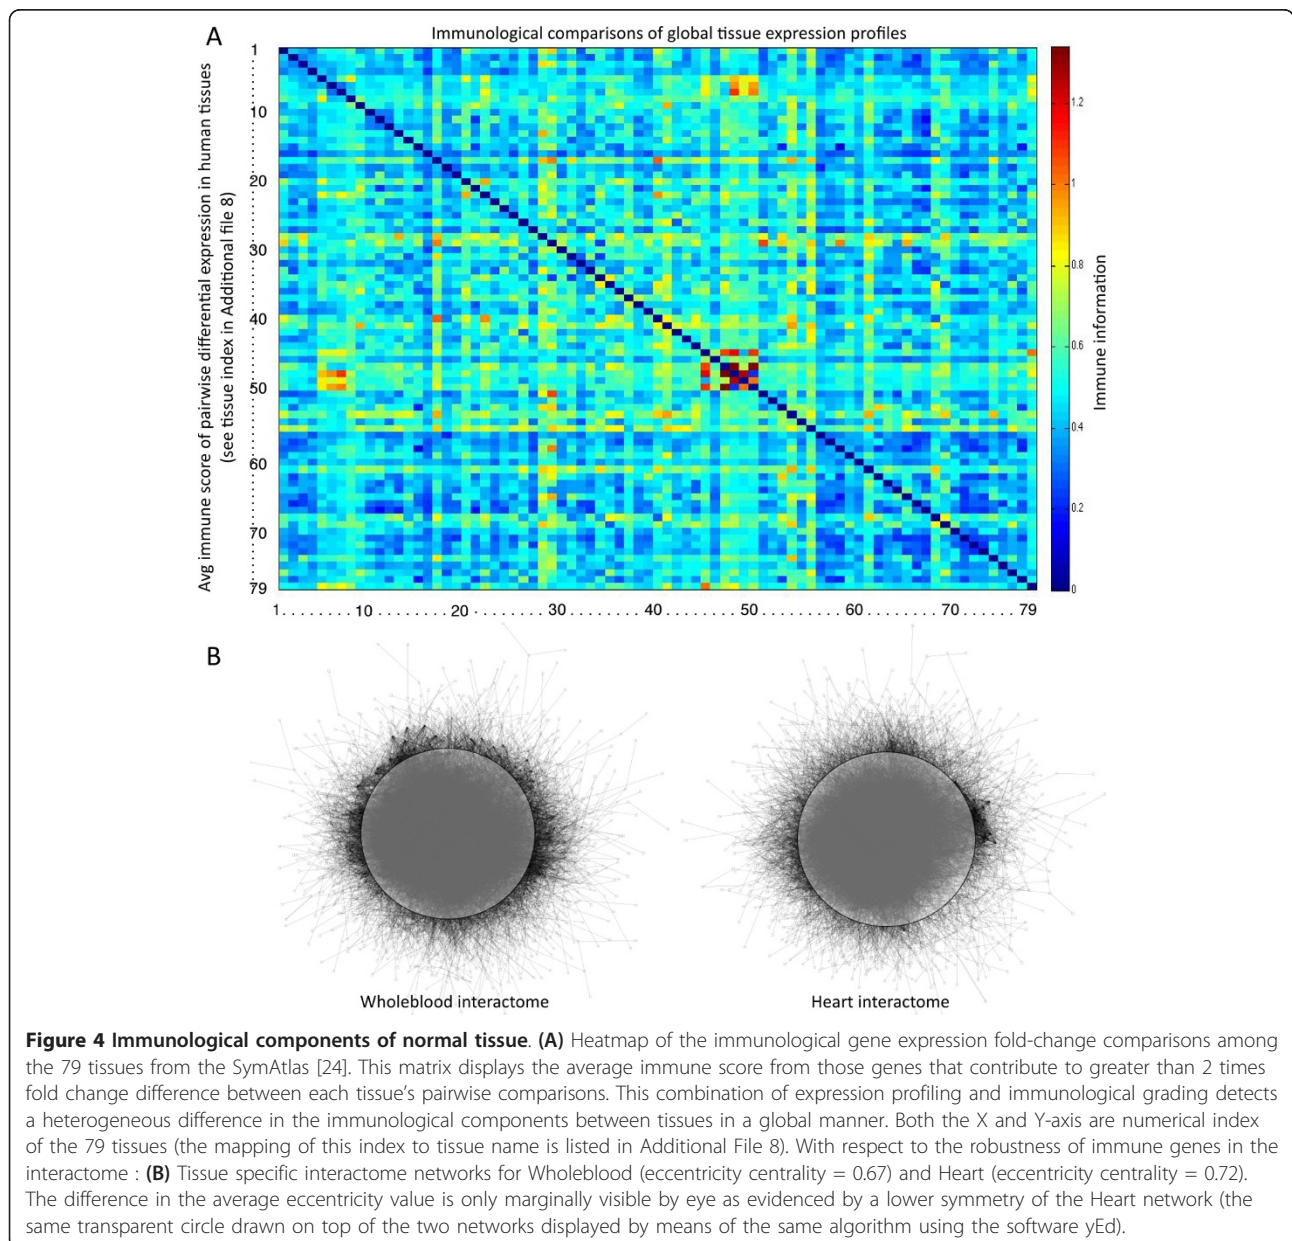 A
Immunological comparisons of global tissue expression profiles
Avg immune score of pairwise differential expression in human tissues
(see tissue index in Additional file 8)
1
10
20
30
40
50
60
70
79
1 . . . . . . . . 10 . . . . . . . . 20 . . . . . . . . 30 . . . . . . . . 40 . . . . . . . . 50 . . . . . . . . 60 . . . . . . . . 70 . . . . . . 79
1.2
1
0.8
0.6
0.4
0.2
0
Immune information
B
Wholeblood interactome
Heart interactome
Figure 4 Immunological components of normal tissue. (A) Heatmap of the immunological gene expression fold-change comparisons among
the 79 tissues from the SymAtlas [24]. This matrix displays the average immune score from those genes that contribute to greater than 2 times
fold change difference between each tissue's pairwise comparisons. This combination of expression profiling and immunological grading detects
a heterogeneous difference in the immunological components between tissues in a global manner. Both the X and Y-axis are numerical index
of the 79 tissues (the mapping of this index to tissue name is listed in Additional File 8). With respect to the robustness of immune genes in the
interactome : (B) Tissue specific interactome networks for Wholeblood (eccentricity centrality = 0.67) and Heart (eccentricity centrality = 0.72).
The difference in the average eccentricity value is only marginally visible by eye as evidenced by a lower symmetry of the Heart network (the
same transparent circle drawn on top of the two networks displayed by means of the same algorithm using the software yEd).